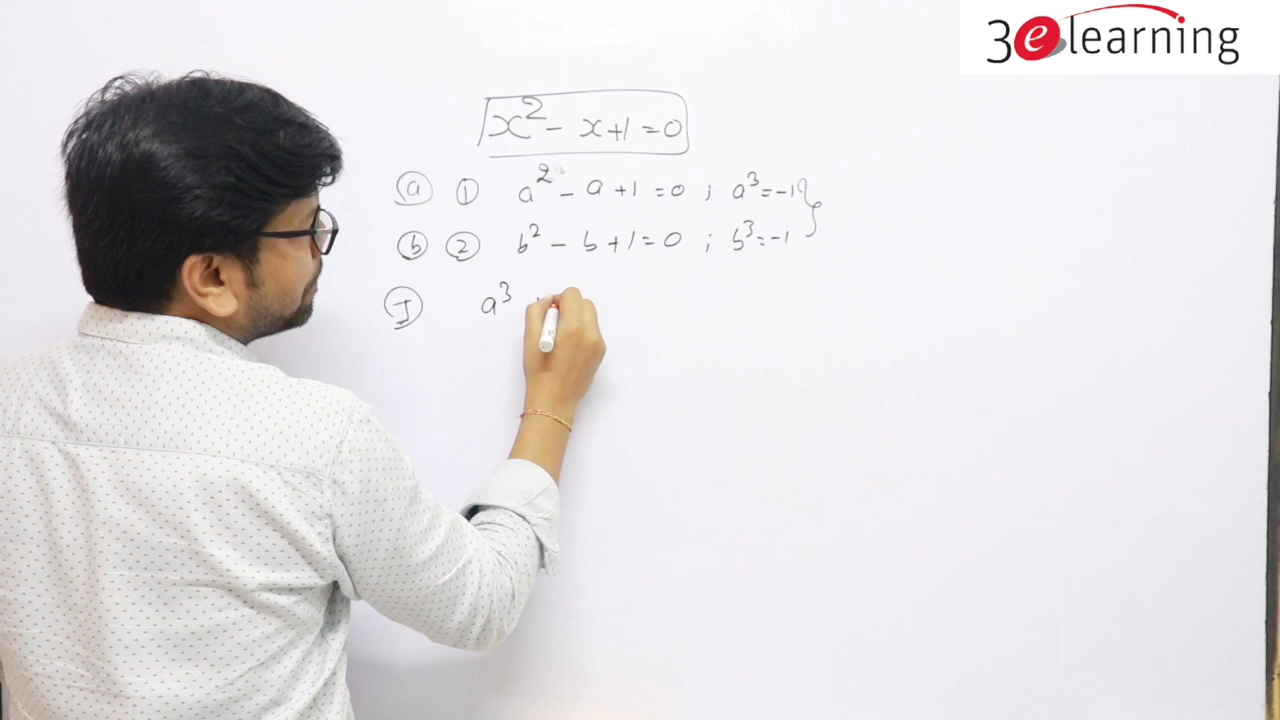 3elearning
x² - x + 1 = 0
ⓐ ① a² - a + 1 = 0 ; a³ = -1
ⓑ ② b² - b + 1 = 0 ; b³ = -1
Ⓘ a³